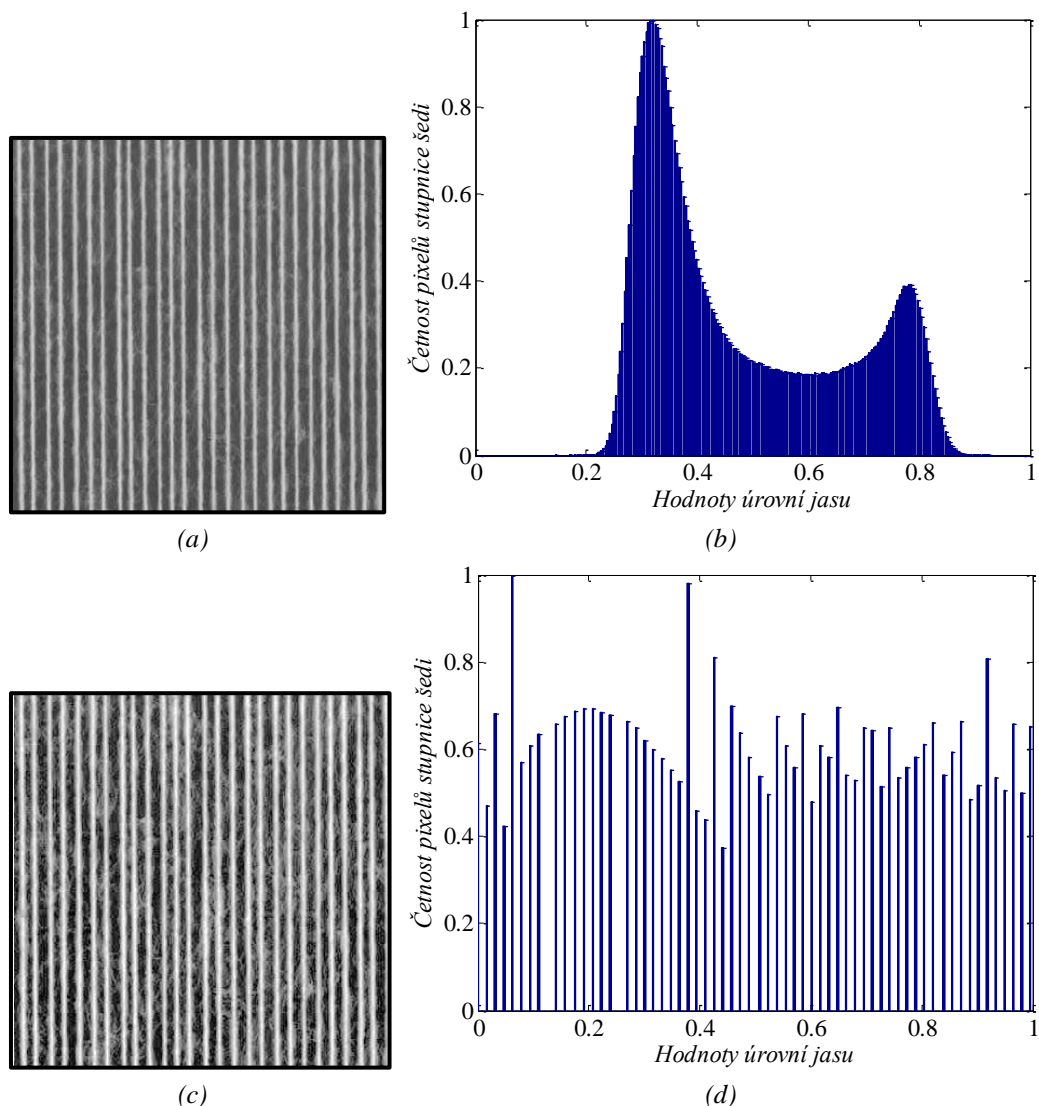 1
0.8
0.6
0.4
0.2
0
0 0.2 0.4 0.6 0.8 1
Četnost pixelů stupnice šedi
Hodnoty úrovní jasu
(a)
(b)
1
0.8
0.6
0.4
0.2
0
0 0.2 0.4 0.6 0.8 1
Četnost pixelů stupnice šedi
Hodnoty úrovní jasu
(c)
(d)